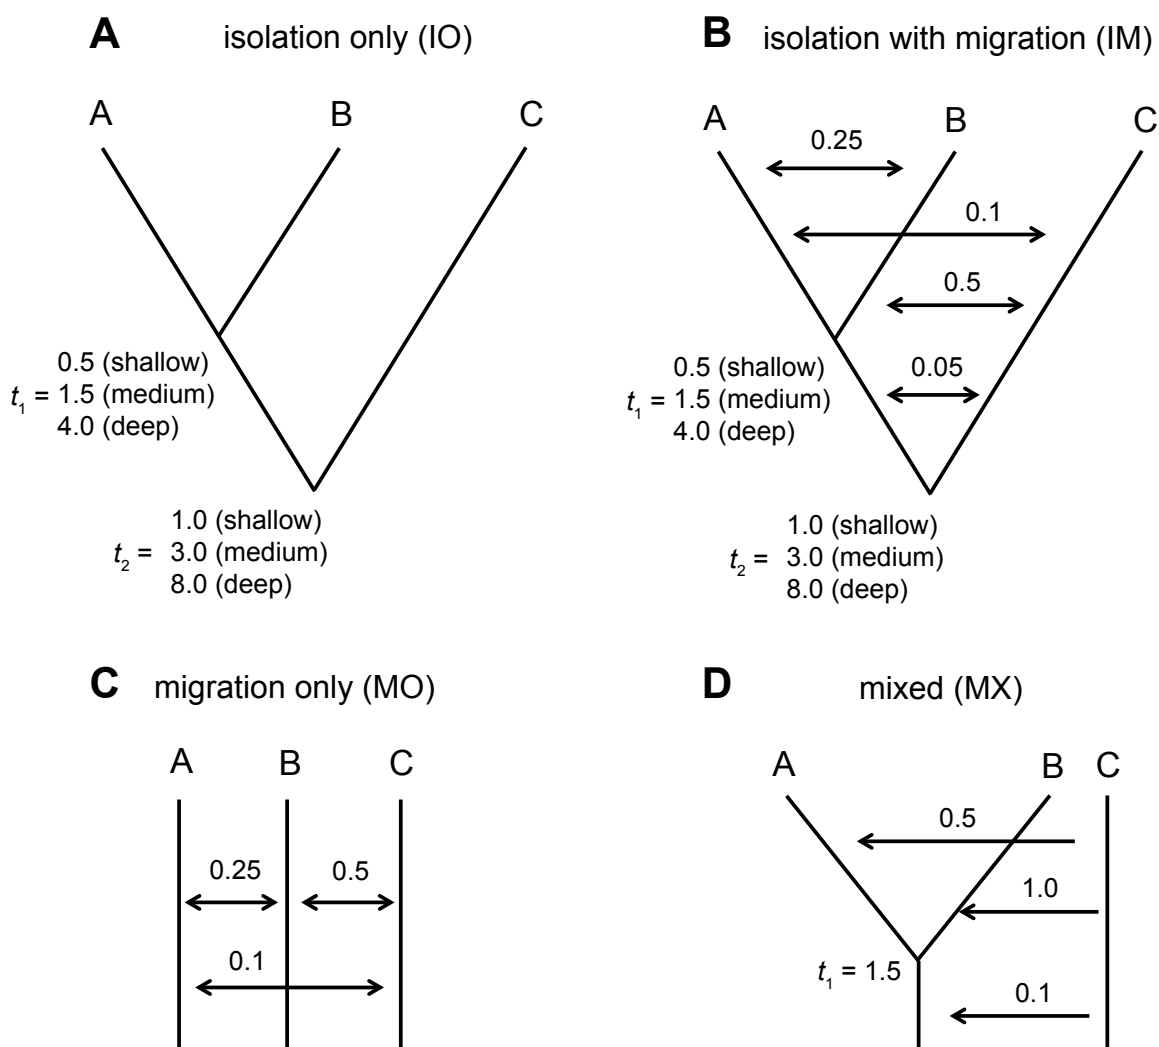 A isolation only (IO)
A B C
0.5 (shallow)
t1 = 1.5 (medium)
4.0 (deep)
1.0 (shallow)
t2 = 3.0 (medium)
8.0 (deep)
B isolation with migration (IM)
A B C
0.25
0.1
0.5
0.05
0.5 (shallow)
t1 = 1.5 (medium)
4.0 (deep)
1.0 (shallow)
t2 = 3.0 (medium)
8.0 (deep)
C migration only (MO)
A B C
0.25 0.5
0.1
D mixed (MX)
A B C
0.5
1.0
t1 = 1.5
0.1